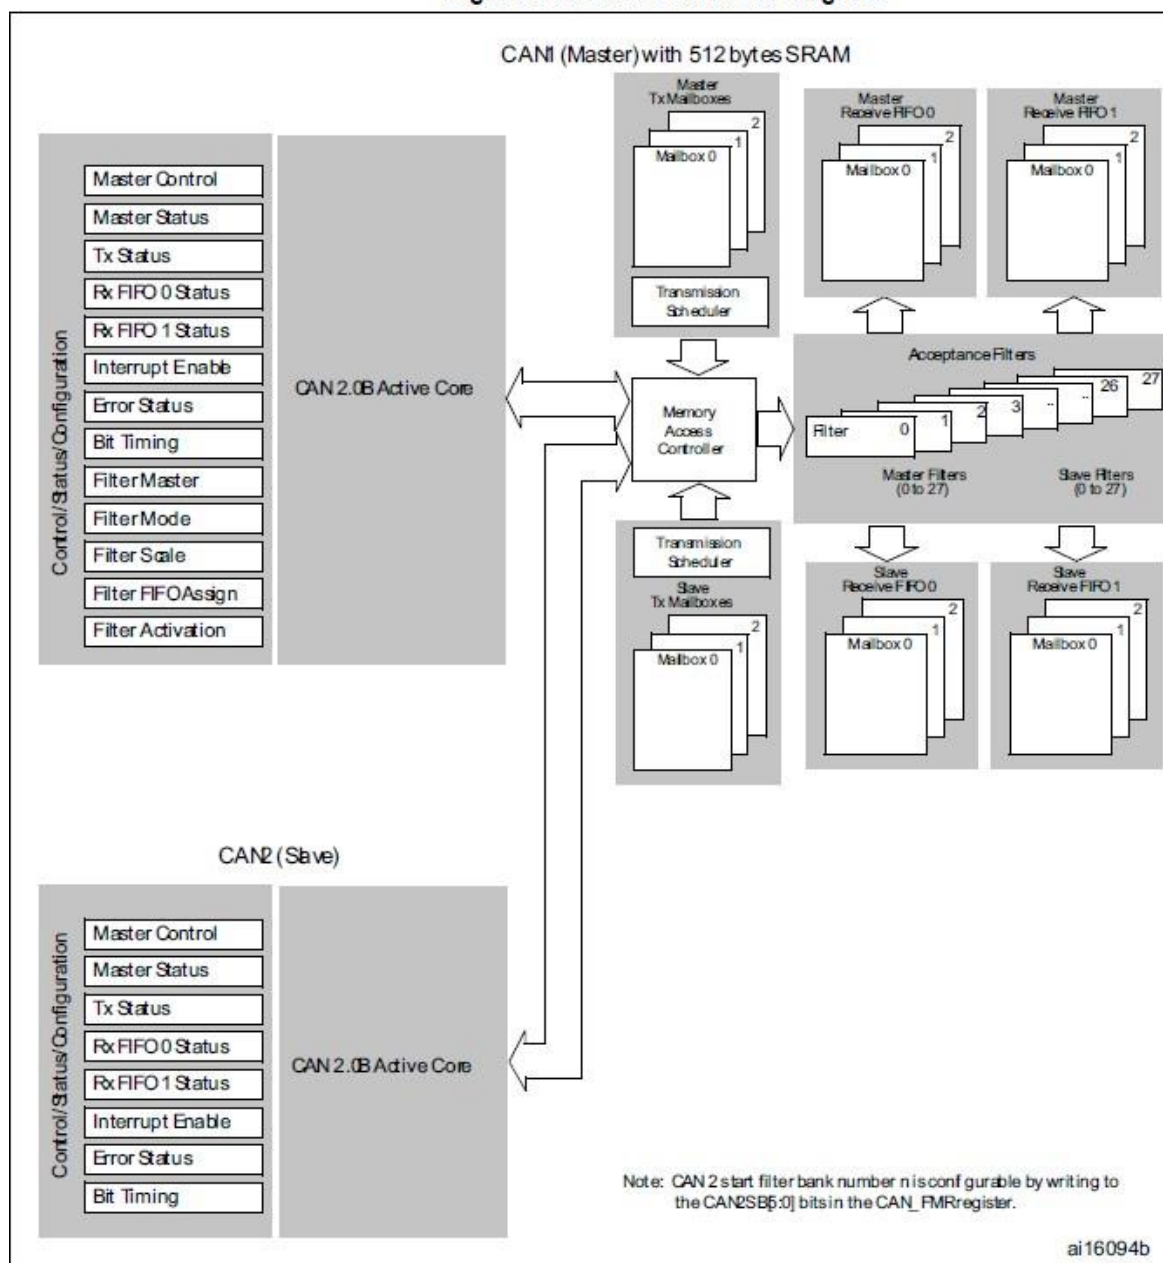 CAN1 (Master) with 512 bytes SRAM
Control/Status/Configuration
Master Control
Master Status
Tx Status
Rx FIFO 0 Status
Rx FIFO 1 Status
Interrupt Enable
Error Status
Bit Timing
Filter Master
Filter Mode
Filter Scale
Filter FIFO Assign
Filter Activation
CAN 2.0B Active Core
Master
Tx Mailboxes
2
1
Mailbox 0
Transmission
Scheduler
Master
Receive FIFO 0
2
1
Mailbox 0
Master
Receive FIFO 1
2
1
Mailbox 0
Memory
Access
Controller
Acceptance Filters
Filter 0 1 2 3 .. .. 26 27
Master Filters
(0 to 27)
Slave Filters
(0 to 27)
Transmission
Scheduler
Slave
Tx Mailboxes
2
1
Mailbox 0
Slave
Receive FIFO 0
2
1
Mailbox 0
Slave
Receive FIFO 1
2
1
Mailbox 0
CAN2 (Slave)
Control/Status/Configuration
Master Control
Master Status
Tx Status
Rx FIFO 0 Status
Rx FIFO 1 Status
Interrupt Enable
Error Status
Bit Timing
CAN 2.0B Active Core
Note: CAN 2 start filter bank number n is configurable by writing to
the CAN2SB[5:0] bits in the CAN_FMR register.
ai16094b